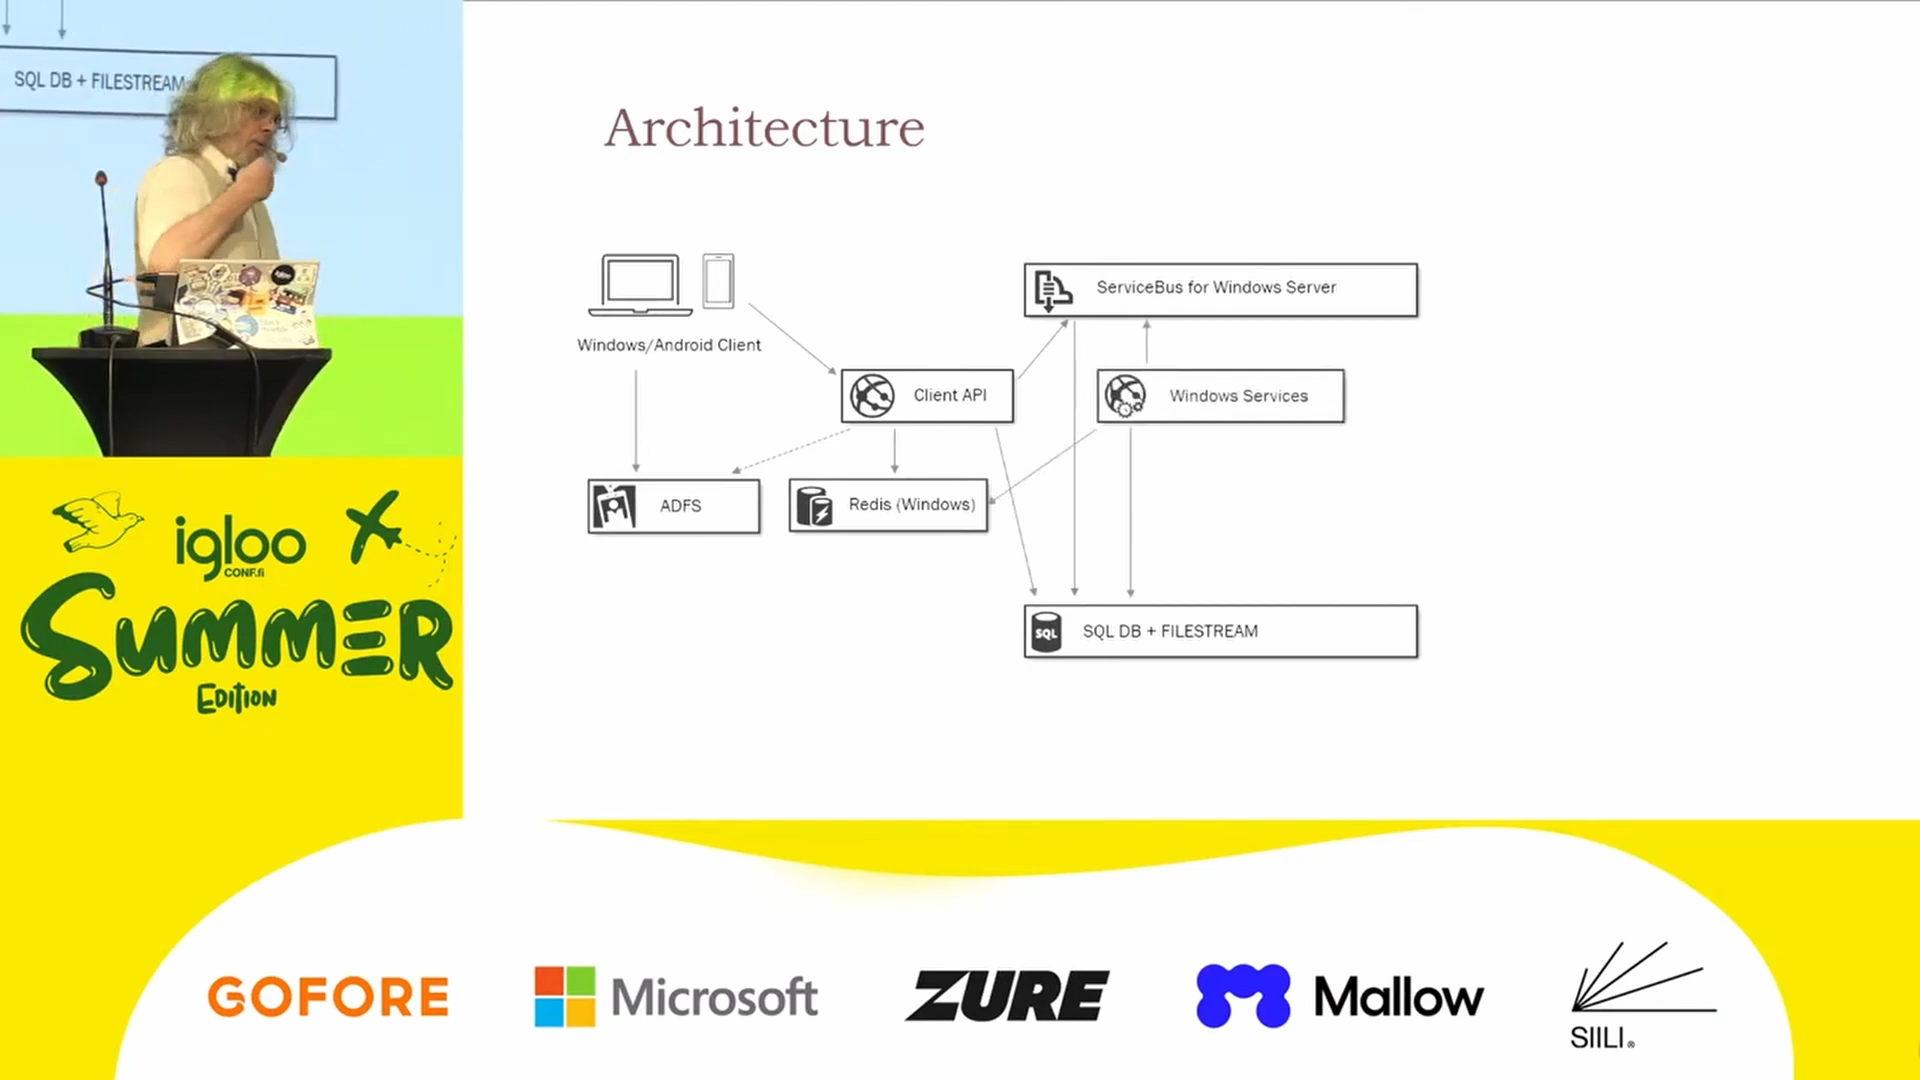 SQL DB + FILESTREAM
Architecture
ServiceBus for Windows Server
Windows/Android Client
Client API
Windows Services
ADFS
Redis (Windows)
SQL
SQL DB + FILESTREAM
igloo
CONF.fi
SUMMER
EDITION
GOFORE
Microsoft
ZURE
Mallow
SIILI®